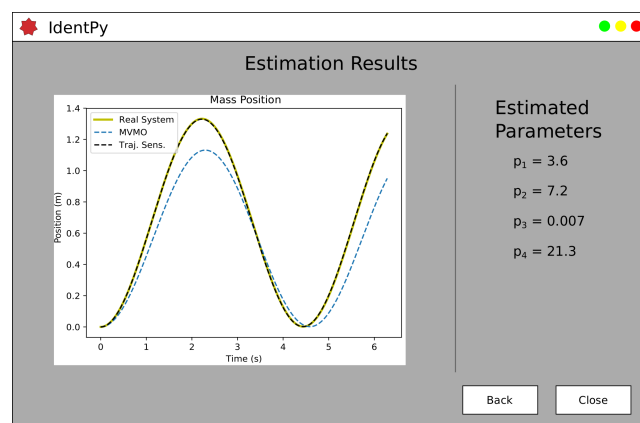 IdentPy
Estimation Results
Mass Position
Real System
MVMO
Traj. Sens.
1.4
1.2
1.0
0.8
0.6
0.4
0.2
0.0
Position (m)
0 1 2 3 4 5 6
Time (s)
Estimated
Parameters
p₁ = 3.6
p₂ = 7.2
p₃ = 0.007
p₄ = 21.3
Back
Close